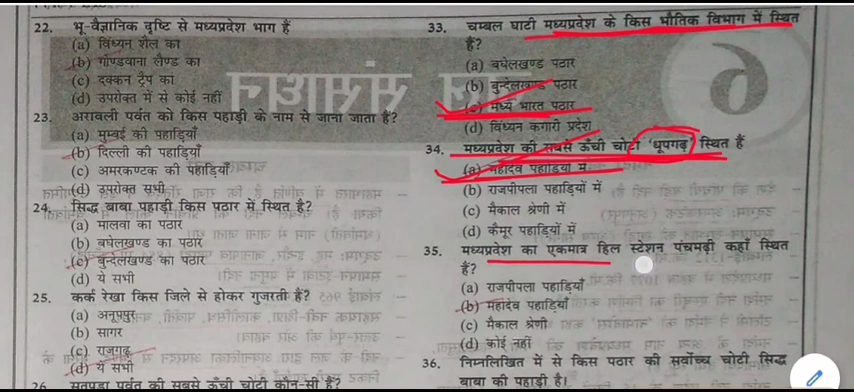 22. भू-वैज्ञानिक दृष्टि से मध्यप्रदेश भाग हैं
(a) विंध्यन शैल का
(b) गोण्डवाना लैण्ड का
(c) दक्कन ट्रैप का
(d) उपरोक्त में से कोई नहीं
23. अरावली पर्वत को किस पहाड़ी के नाम से जाना जाता हैं?
(a) मुम्बई की पहाड़ियाँ
(b) दिल्ली की पहाड़ियाँ
(c) अमरकण्टक की पहाड़ियाँ
(d) उपरोक्त सभी
24. सिद्ध बाबा पहाड़ी किस पठार में स्थित है?
(a) मालवा का पठार
(b) बघेलखण्ड का पठार
(c) बुन्देलखण्ड का पठार
(d) ये सभी
25. कर्क रेखा किस जिले से होकर गुजरती हैं?
(a) अनूपपुर
(b) सागर
(c) राजगढ़
(d) ये सभी
26. सतपुड़ा पर्वत की सबसे ऊँची चोटी कौन-सी हैं?
33. चम्बल घाटी मध्यप्रदेश के किस भौतिक विभाग में स्थित
हैं?
(a) बघेलखण्ड पठार
(b) बुन्देलखण्ड पठार
(c) मध्य भारत पठार
(d) विंध्यन कगारी प्रदेश
34. मध्यप्रदेश की सबसे ऊँची चोटी 'धूपगढ़' स्थित हैं
(a) महादेव पहाड़ियों में
(b) राजपीपला पहाड़ियों में
(c) मैकाल श्रेणी में
(d) कैमूर पहाड़ियों में
35. मध्यप्रदेश का एकमात्र हिल स्टेशन पंचमढ़ी कहाँ स्थित
हैं?
(a) राजपीपला पहाड़ियाँ
(b) महादेव पहाड़ियाँ
(c) मैकाल श्रेणी
(d) कोई नहीं
36. निम्नलिखित में से किस पठार की सर्वोच्च चोटी सिद्ध
बाबा की पहाड़ी है।